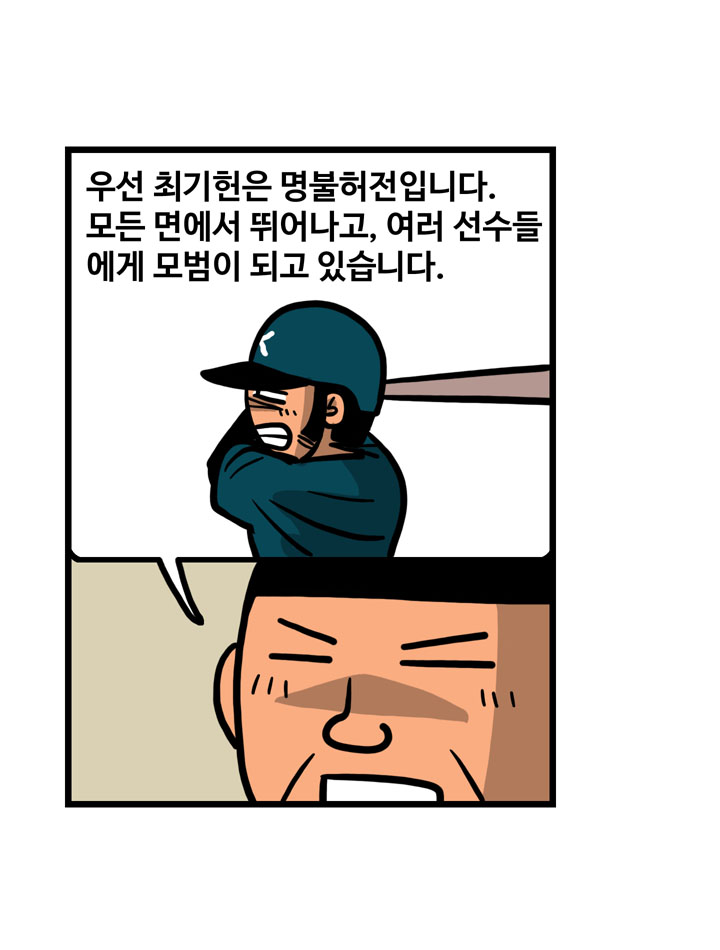 우선 최기헌은 명불허전입니다.
모든 면에서 뛰어나고, 여러 선수들
에게 모범이 되고 있습니다.